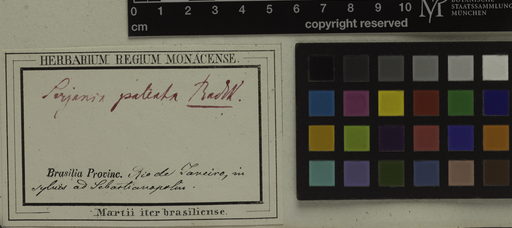 0 1 2 3 4 5 6 7 8 9 10
cm
copyright reserved
STAATSSAMMLUNG
MÜNCHEN
HERBARIUM REGIUM MONACENSE.
Serjania paleata Radlk.
Brasilia Provinc. Rio de Janeiro, in
sylvis ad Sebastianopolin.
Martii iter brasiliense.